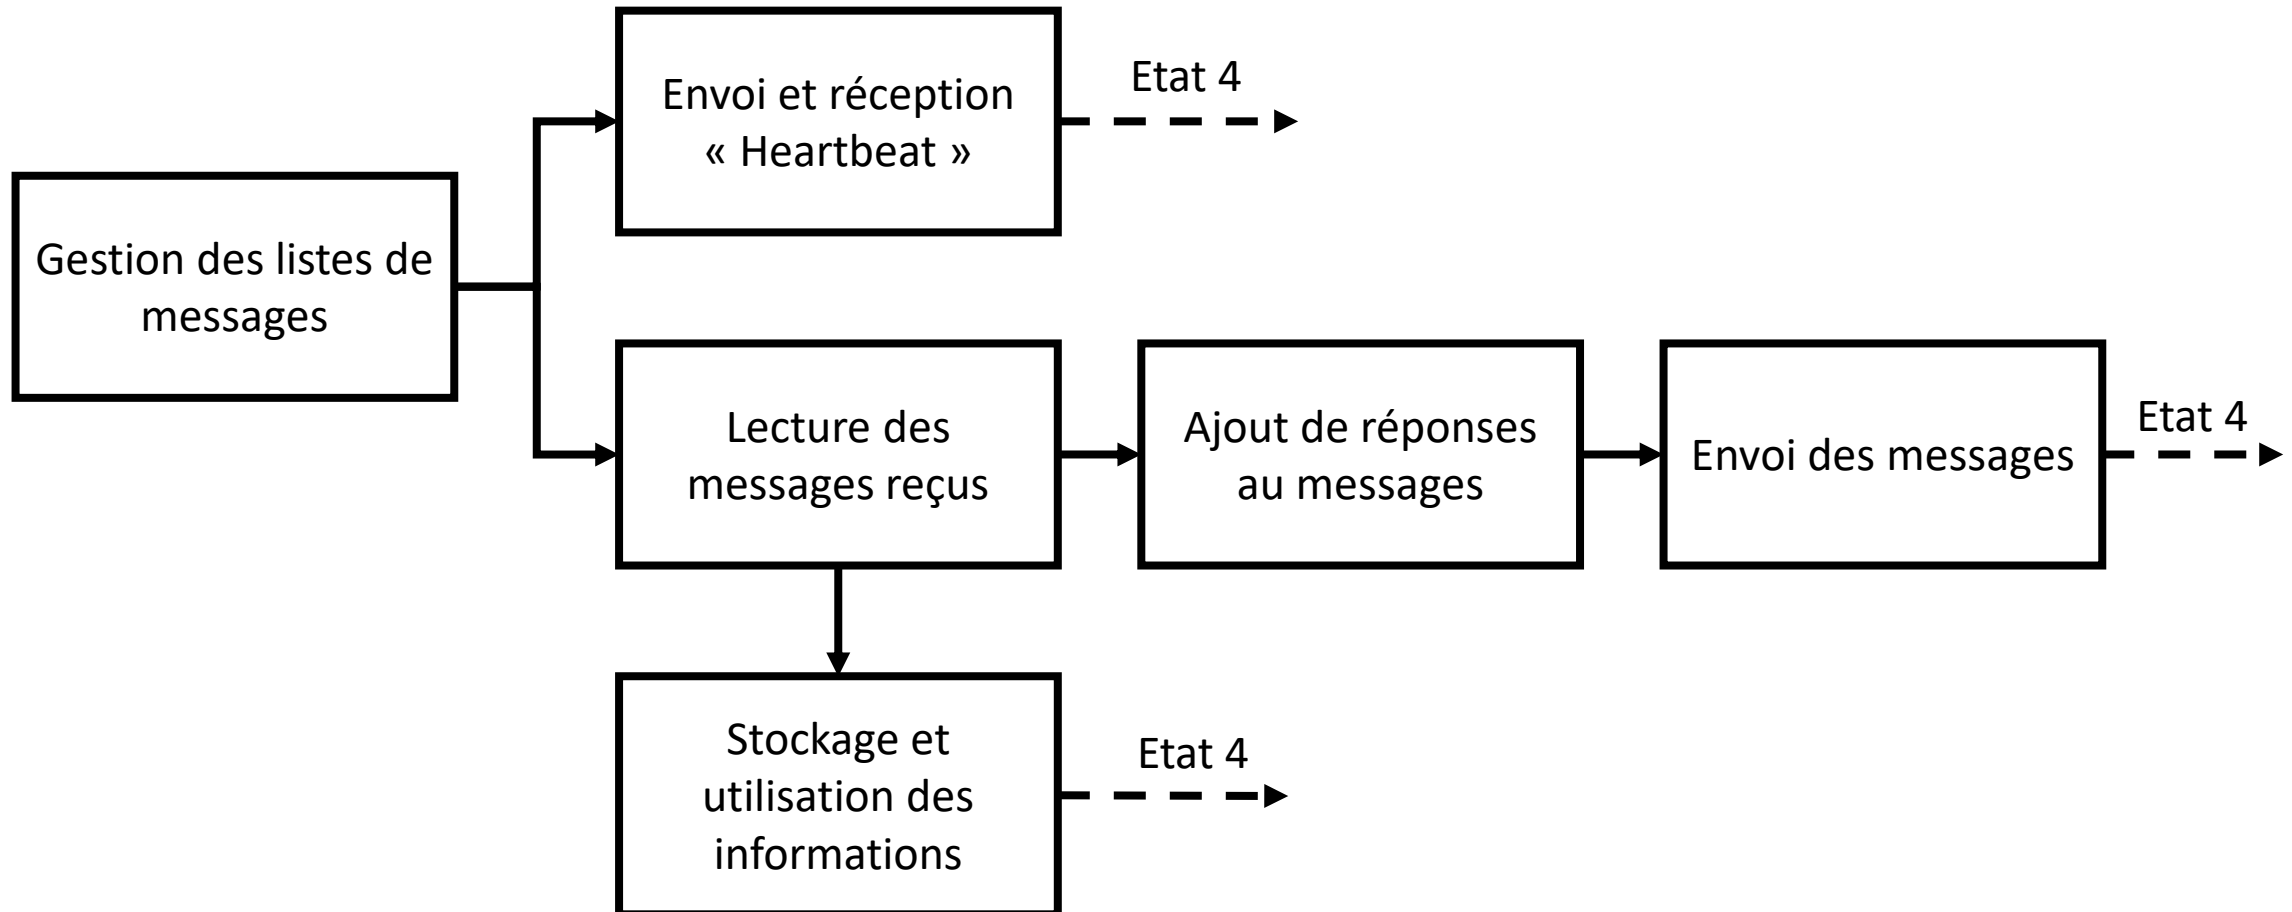 Envoi et réception
« Heartbeat »
Etat 4
Gestion des listes de
messages
Lecture des
messages reçus
Ajout de réponses
au messages
Envoi des messages
Etat 4
Stockage et
utilisation des
informations
Etat 4